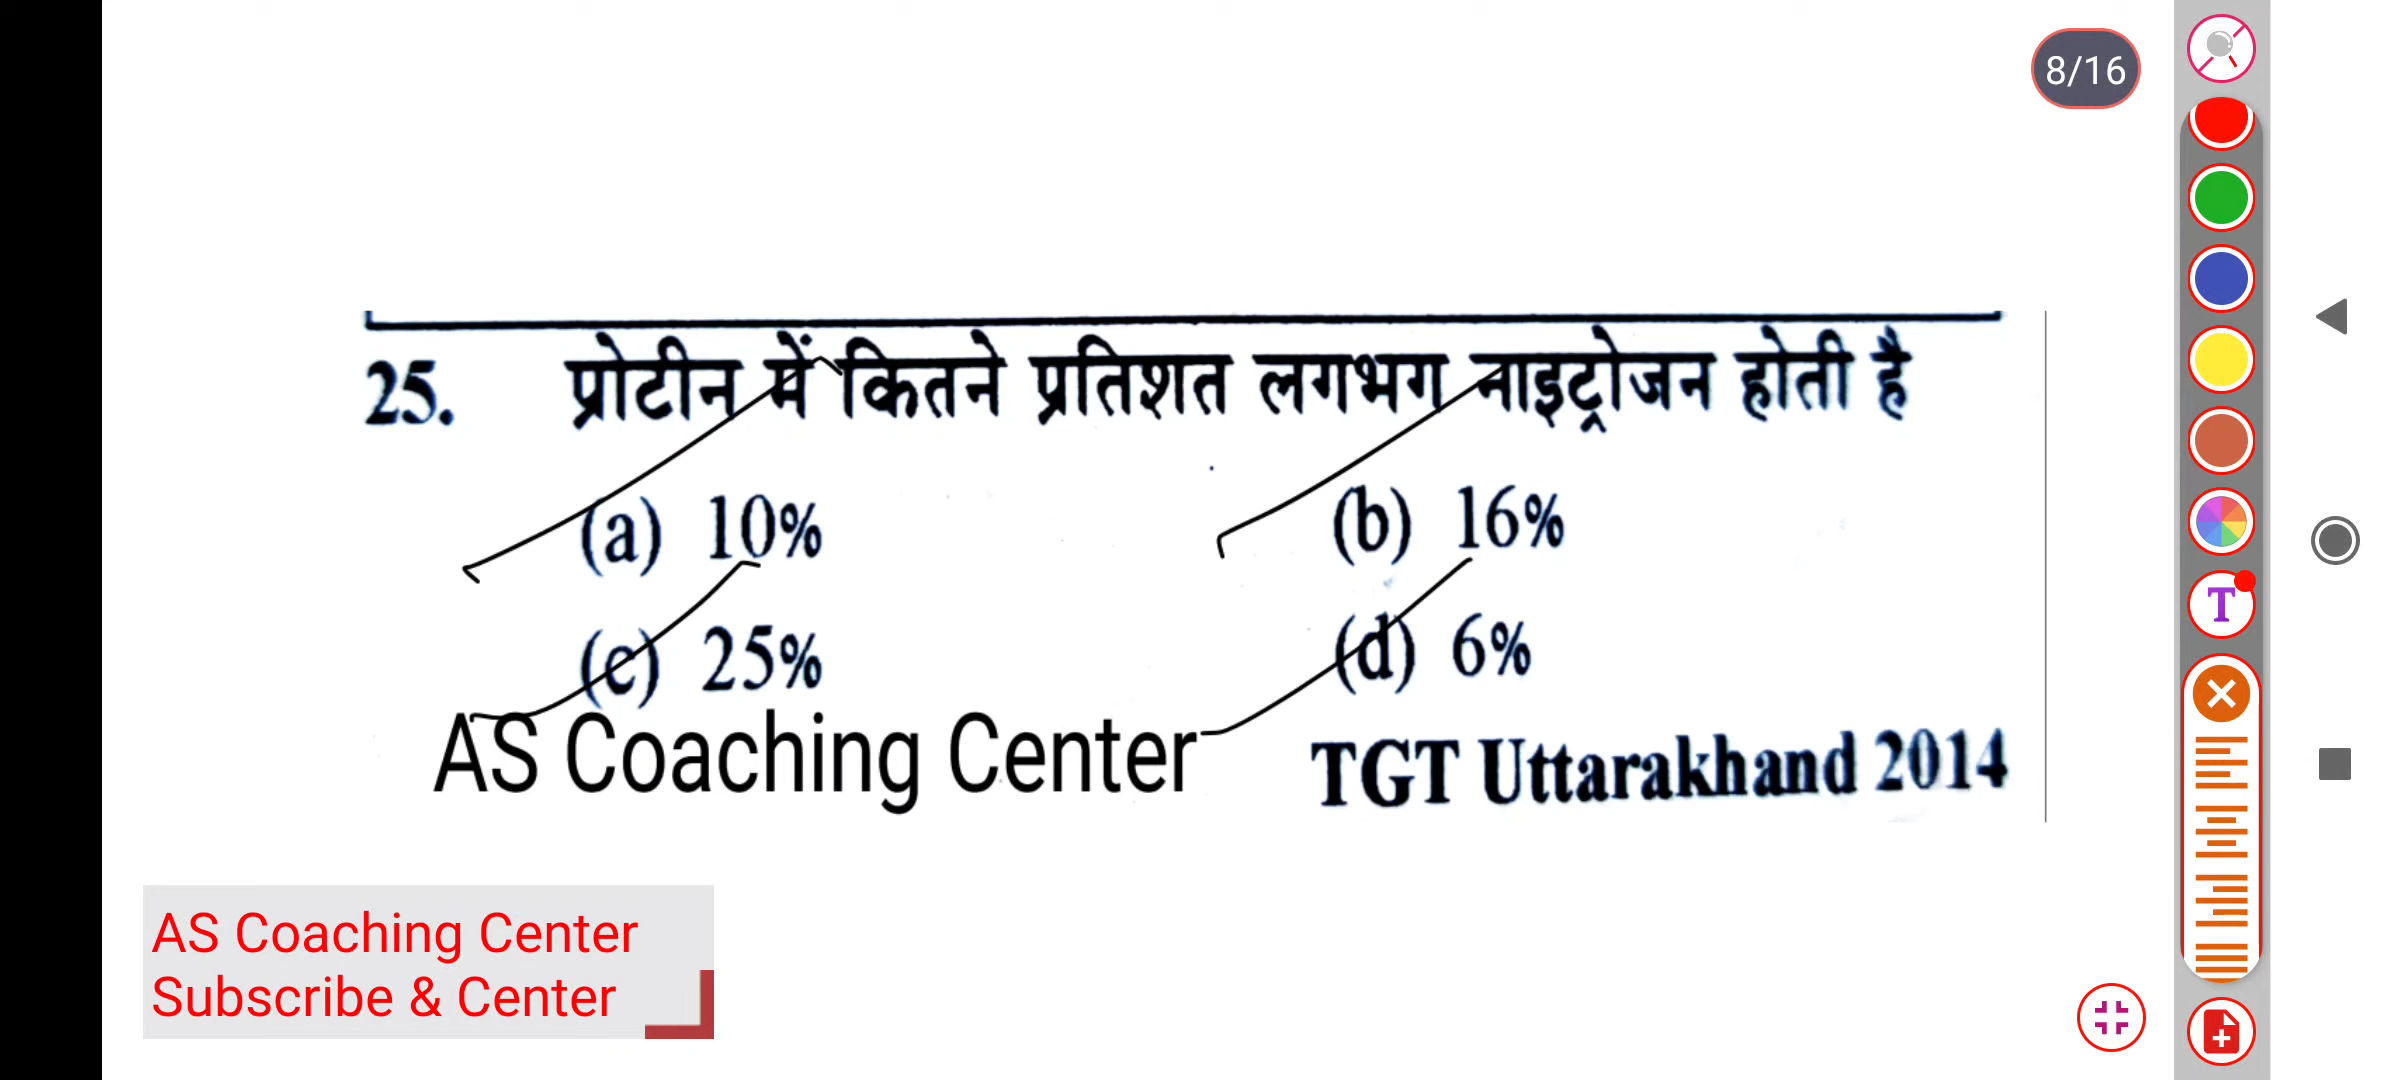 8/16
25. प्रोटीन में कितने प्रतिशत लगभग नाइट्रोजन होती है
(a) 10% (b) 16%
(c) 25% (d) 6%
AS Coaching Center TGT Uttarakhand 2014
AS Coaching Center
Subscribe & Center
T